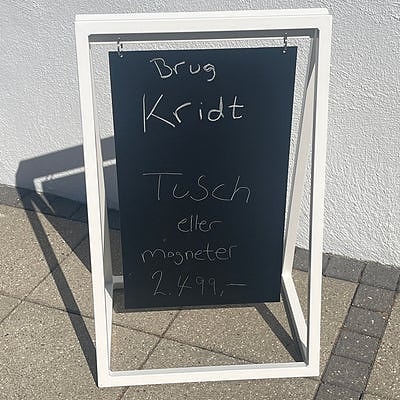 Brug
Kridt
Tusch
eller
magneter
2.499,-